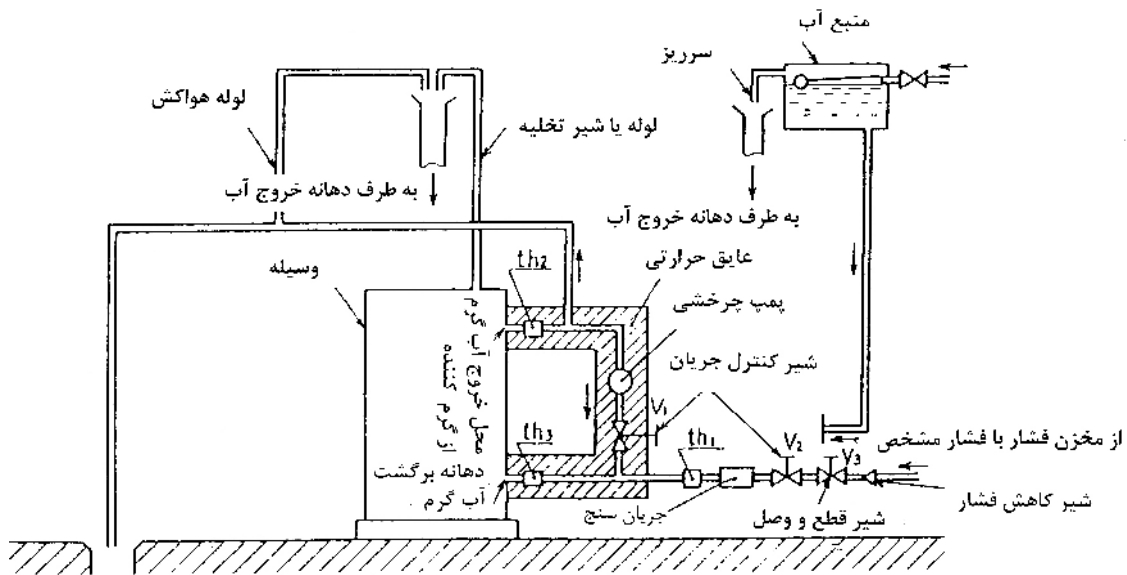 منبع آب
سرریز
لوله هواکش
لوله یا شیر تخلیه
به طرف دهانه خروج آب
به طرف دهانه خروج آب
عایق حرارتی
وسیله
th2
پمپ چرخشی
محل خروج آب گرم
از گرم کننده
شیر کنترل جریان
V1
th3
th1
V2
V3
از مخزن فشار با فشار مشخص
دهانه برگشت
آب گرم
جریان سنج
شیر قطع و وصل
شیر کاهش فشار